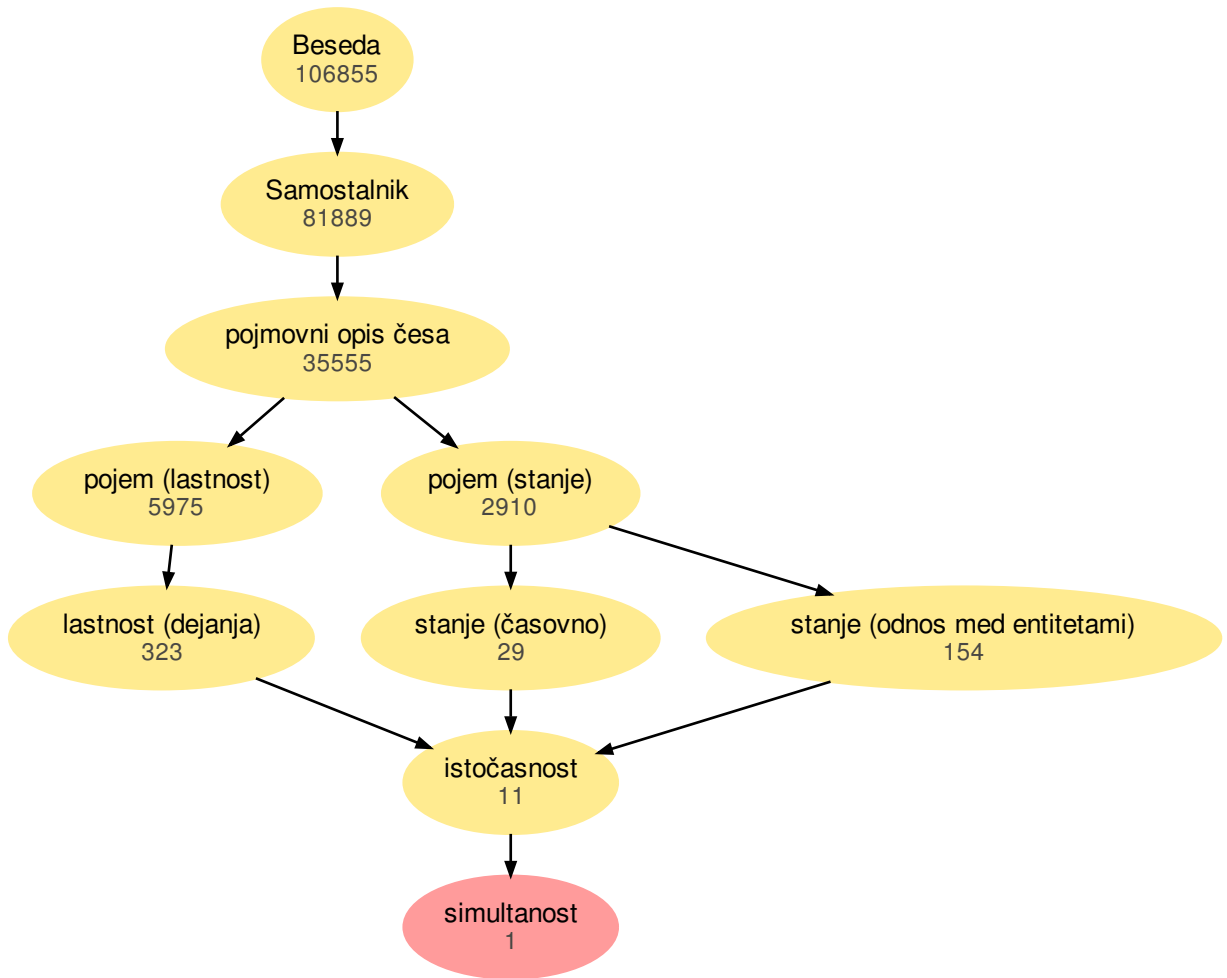 Beseda
106855
Samostalnik
81889
pojmovni opis česa
35555
pojem (lastnost)
5975
pojem (stanje)
2910
lastnost (dejanja)
323
stanje (časovno)
29
stanje (odnos med entitetami)
154
istočasnost
11
simultanost
1